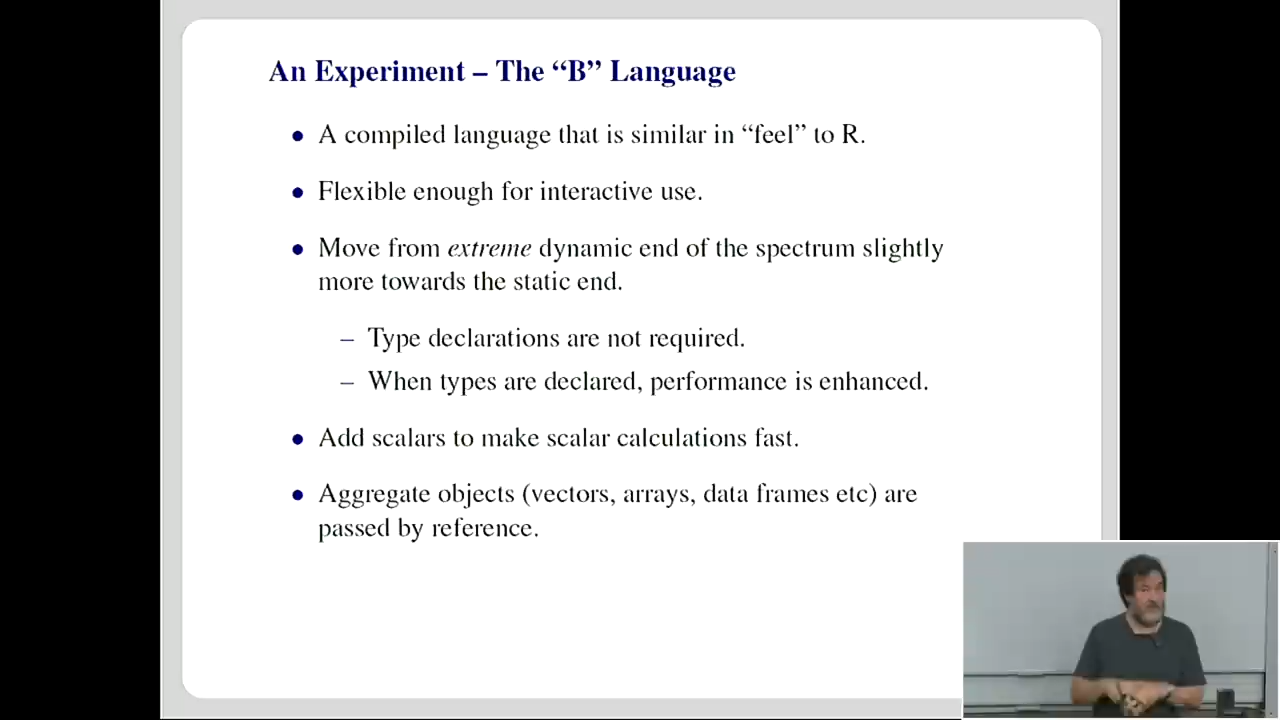 An Experiment – The “B” Language
● A compiled language that is similar in “feel” to R.
● Flexible enough for interactive use.
● Move from extreme dynamic end of the spectrum slightly
more towards the static end.
– Type declarations are not required.
– When types are declared, performance is enhanced.
● Add scalars to make scalar calculations fast.
● Aggregate objects (vectors, arrays, data frames etc) are
passed by reference.